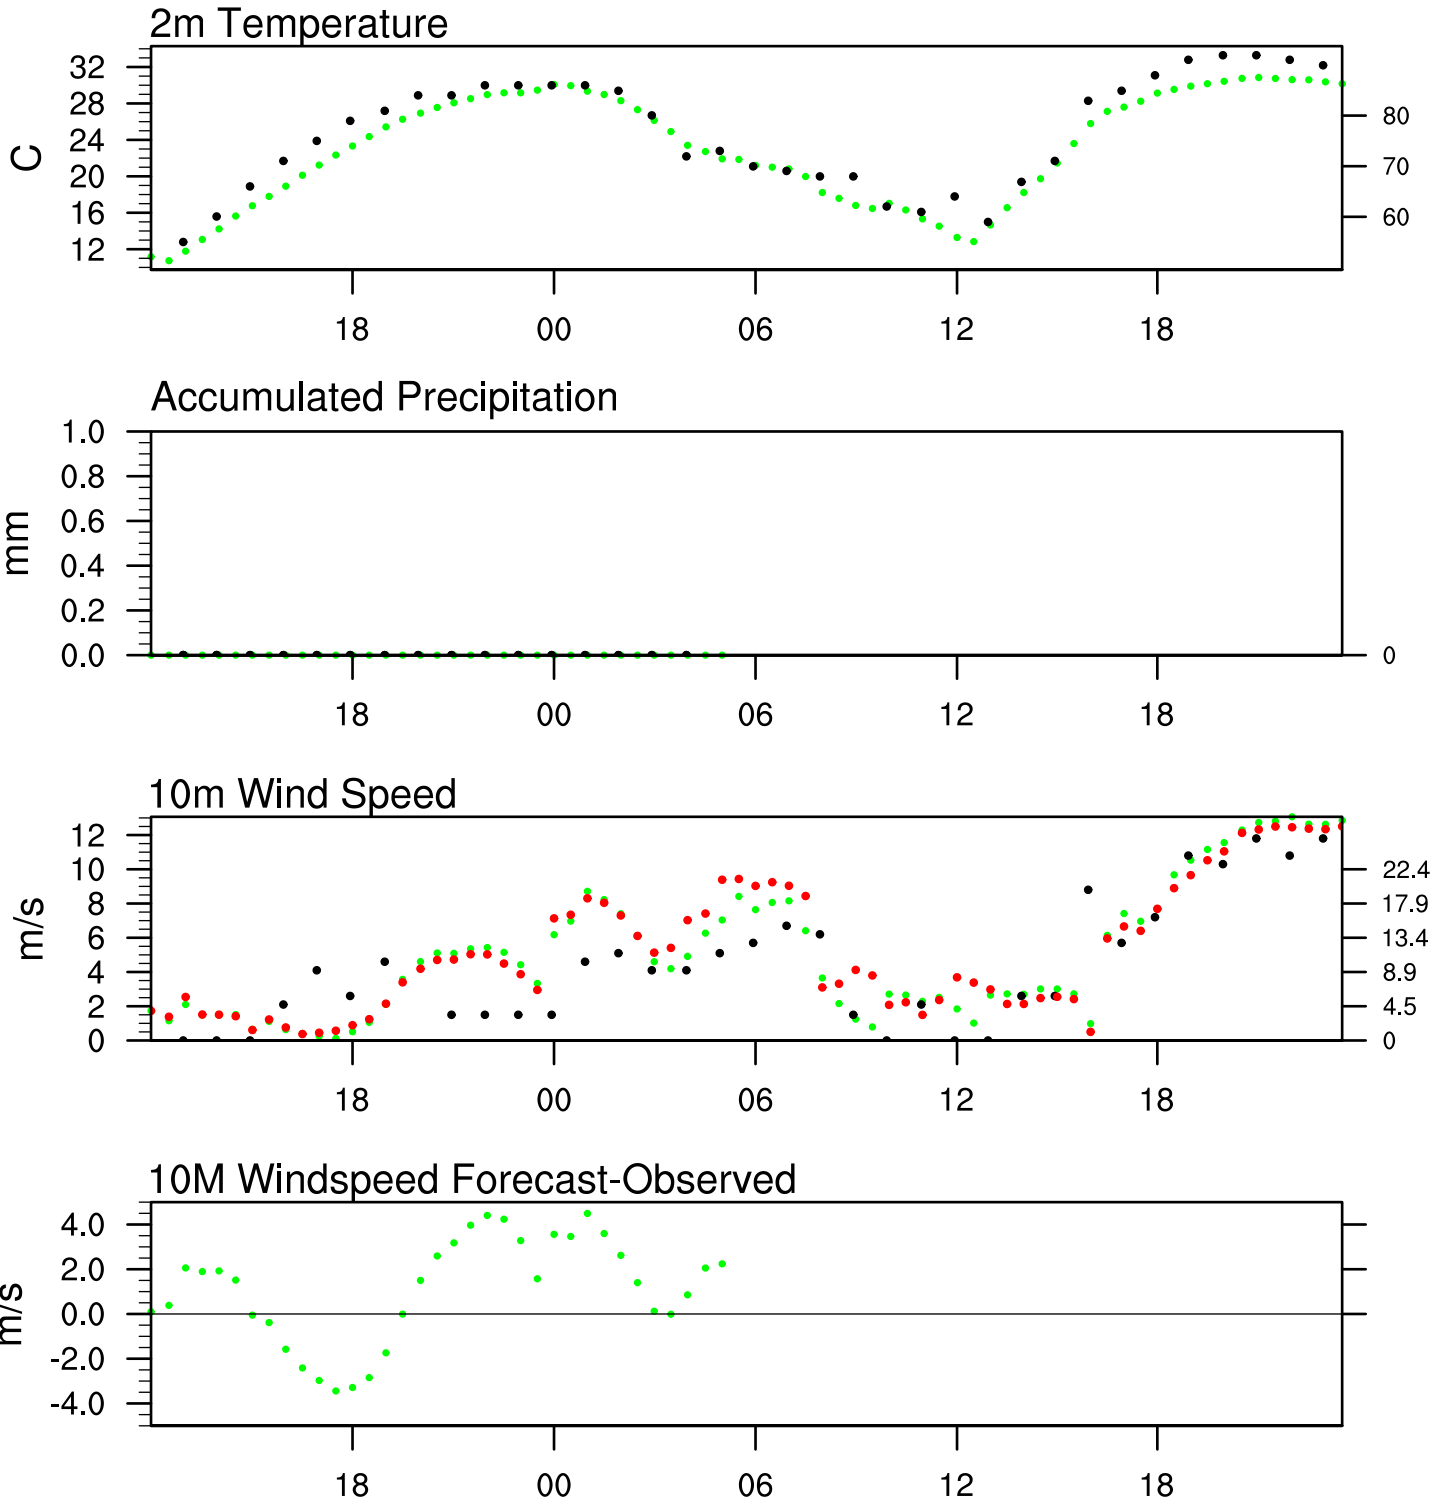 2m Temperature
C
32
28
24
20
16
12
80
70
60
18 00 06 12 18
Accumulated Precipitation
mm
1.0
0.8
0.6
0.4
0.2
0.0
0
18 00 06 12 18
10m Wind Speed
m/s
12
10
8
6
4
2
0
22.4
17.9
13.4
8.9
4.5
0
18 00 06 12 18
10M Windspeed Forecast-Observed
m/s
4.0
2.0
0.0
-2.0
-4.0
18 00 06 12 18